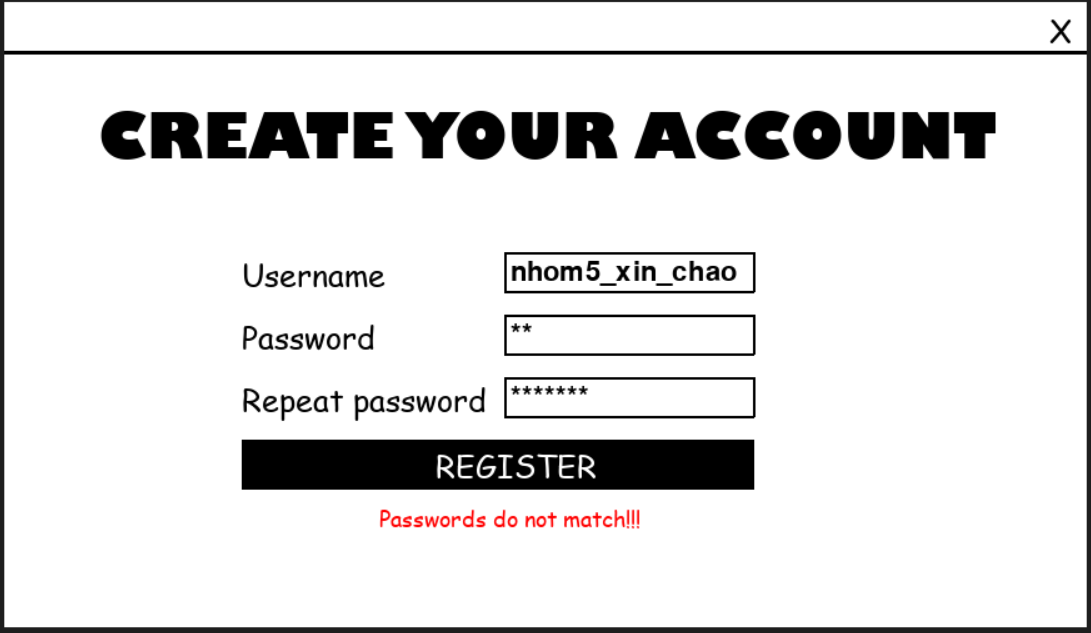 X
CREATE YOUR ACCOUNT
Username nhom5_xin_chao
Password **
Repeat password *******
REGISTER
Passwords do not match!!!